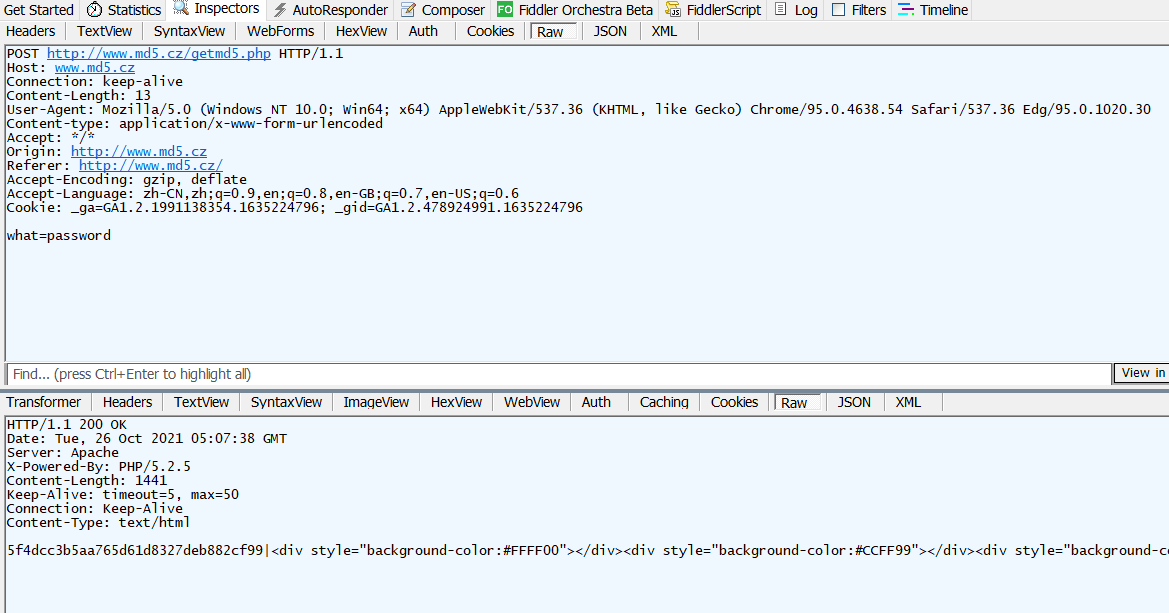 Get Started Statistics Inspectors AutoResponder Composer FO Fiddler Orchestra Beta FiddlerScript Log Filters Timeline
Headers TextView SyntaxView WebForms HexView Auth Cookies Raw JSON XML
POST http://www.md5.cz/getmd5.php HTTP/1.1
Host: www.md5.cz
Connection: keep-alive
Content-Length: 13
User-Agent: Mozilla/5.0 (Windows NT 10.0; Win64; x64) AppleWebKit/537.36 (KHTML, like Gecko) Chrome/95.0.4638.54 Safari/537.36 Edg/95.0.1020.30
Content-type: application/x-www-form-urlencoded
Accept: */*
Origin: http://www.md5.cz
Referer: http://www.md5.cz/
Accept-Encoding: gzip, deflate
Accept-Language: zh-CN,zh;q=0.9,en;q=0.8,en-GB;q=0.7,en-US;q=0.6
Cookie: _ga=GA1.2.1991138354.1635224796; _gid=GA1.2.478924991.1635224796
what=password
Find... (press Ctrl+Enter to highlight all) View in
Transformer Headers TextView SyntaxView ImageView HexView WebView Auth Caching Cookies Raw JSON XML
HTTP/1.1 200 OK
Date: Tue, 26 Oct 2021 05:07:38 GMT
Server: Apache
X-Powered-By: PHP/5.2.5
Content-Length: 1441
Keep-Alive: timeout=5, max=50
Connection: Keep-Alive
Content-Type: text/html
5f4dcc3b5aa765d61d8327deb882cf99|<div style="background-color:#FFFF00"></div><div style="background-color:#CCFF99"></div><div style="background-c